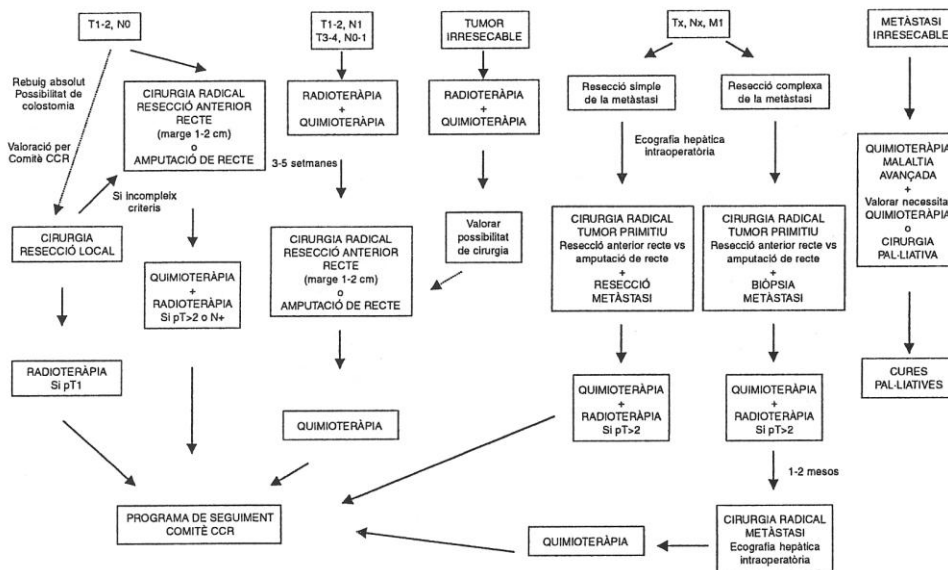 T1-2, N0
T1-2, N1
T3-4, N0-1
TUMOR
IRRESECABLE
Tx, Nx, M1
METÀSTASI
IRRESECABLE
Rebuig absolut
Possibilitat de
colostomia
Valoració per
Comitè CCR
CIRURGIA RADICAL
RESECCIÓ ANTERIOR
RECTE
(marge 1-2 cm)
o
AMPUTACIÓ DE RECTE
RADIOTERÀPIA
+
QUIMIOTERÀPIA
RADIOTERÀPIA
+
QUIMIOTERÀPIA
Resecció simple
de la metàstasi
Resecció complexa
de la metàstasi
Ecografia hepàtica
intraoperatòria
3-5 setmanes
Si incompleix
criteris
QUIMIOTERÀPIA
MALALTIA
AVANÇADA
+
Valorar necessitat
QUIMIOTERÀPIA
o
CIRURGIA
PAL·LIATIVA
CIRURGIA
RESECCIÓ LOCAL
QUIMIOTERÀPIA
+
RADIOTERÀPIA
Si pT>2 o N+
CIRURGIA RADICAL
RESECCIÓ ANTERIOR
RECTE
(marge 1-2 cm)
o
AMPUTACIÓ DE RECTE
Valorar
possibilitat
de cirurgia
CIRURGIA RADICAL
TUMOR PRIMITIU
Resecció anterior recte vs
amputació de recte
+
RESECCIÓ
METÀSTASI
CIRURGIA RADICAL
TUMOR PRIMITIU
Resecció anterior recte vs
amputació de recte
+
BIÒPSIA
METÀSTASI
RADIOTERÀPIA
Si pT1
QUIMIOTERÀPIA
QUIMIOTERÀPIA
+
RADIOTERÀPIA
Si pT>2
QUIMIOTERÀPIA
+
RADIOTERÀPIA
Si pT>2
CURES
PAL·LIATIVES
1-2 mesos
PROGRAMA DE SEGUIMENT
COMITÈ CCR
QUIMIOTERÀPIA
CIRURGIA RADICAL
METÀSTASI
Ecografia hepàtica
intraoperatòria